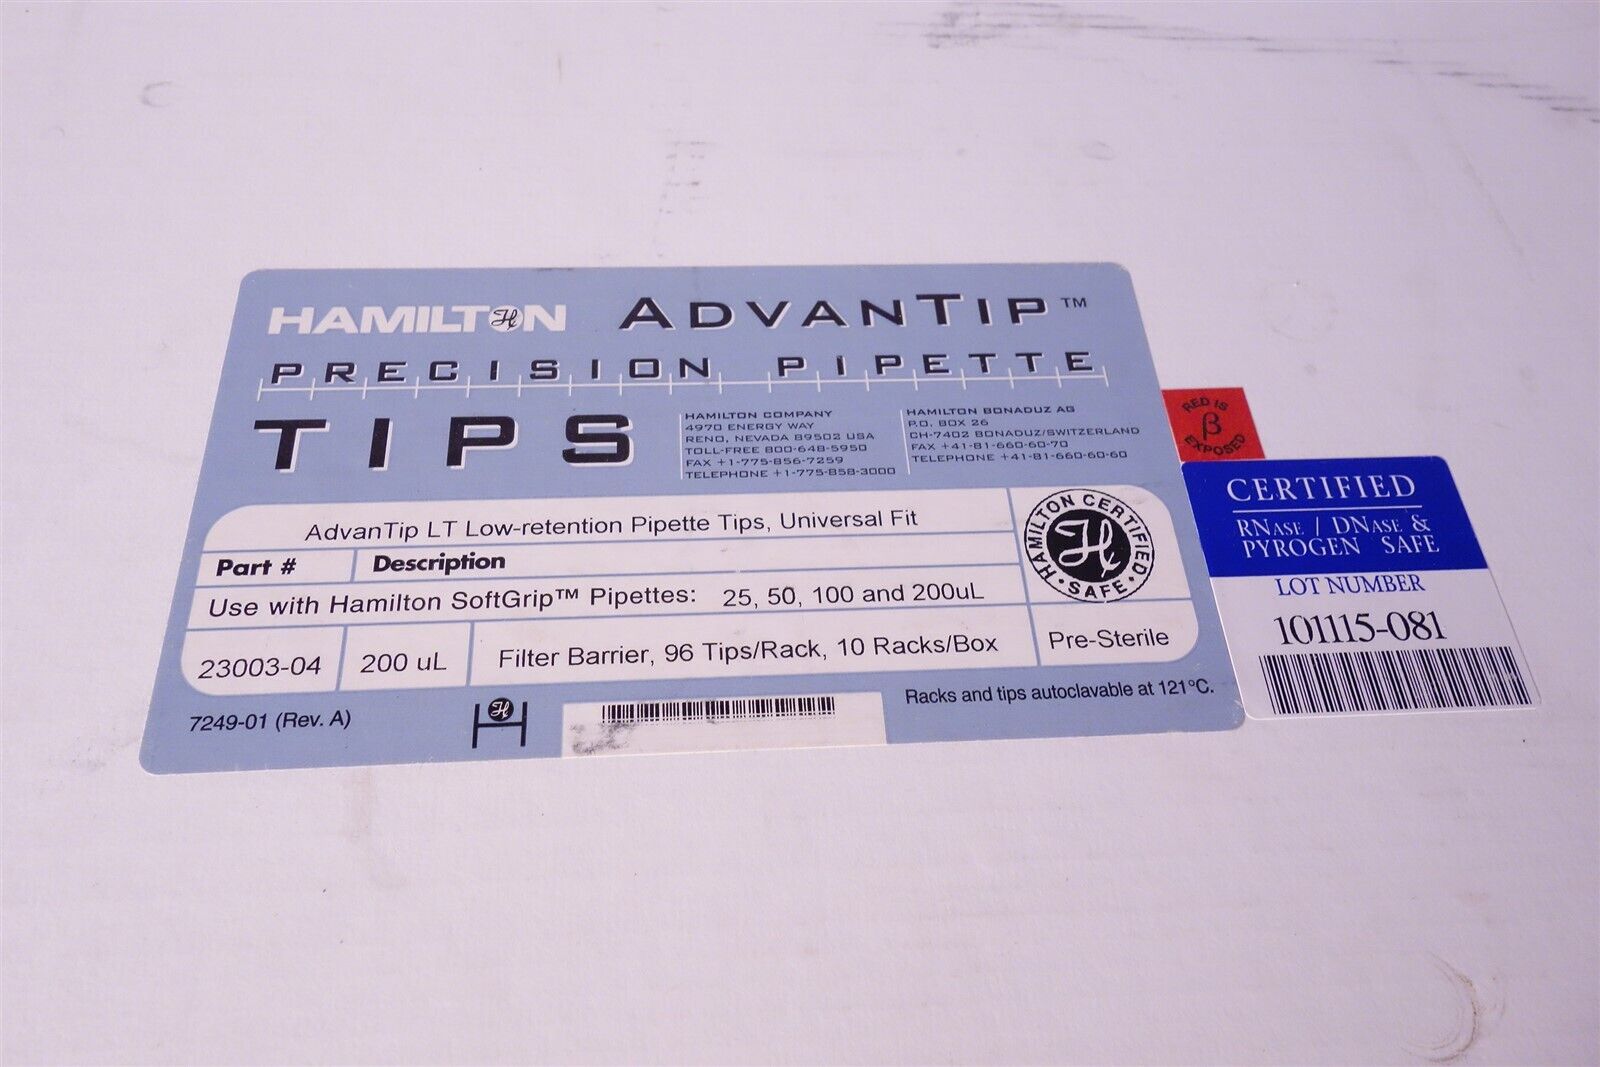 HAMILTON ADVANTIP™
PRECISION PIPETTE
TIPS
HAMILTON COMPANY
4970 ENERGY WAY
RENO, NEVADA 89502 USA
TOLL-FREE 800-648-5950
FAX +1-775-856-7259
TELEPHONE +1-775-858-3000
HAMILTON BONADUZ AG
P.O. BOX 26
CH-7402 BONADUZ/SWITZERLAND
FAX +41-81-660-60-70
TELEPHONE +41-81-660-60-60
AdvanTip LT Low-retention Pipette Tips, Universal Fit
Part # Description
Use with Hamilton SoftGrip™ Pipettes: 25, 50, 100 and 200uL
23003-04 200 uL Filter Barrier, 96 Tips/Rack, 10 Racks/Box Pre-Sterile
HAMILTON CERTIFIED
H
• SAFE •
7249-01 (Rev. A)
H
Racks and tips autoclavable at 121°C.
RED IS
β
EXPOSED
CERTIFIED
RNASE / DNASE &
PYROGEN SAFE
LOT NUMBER
101115-081